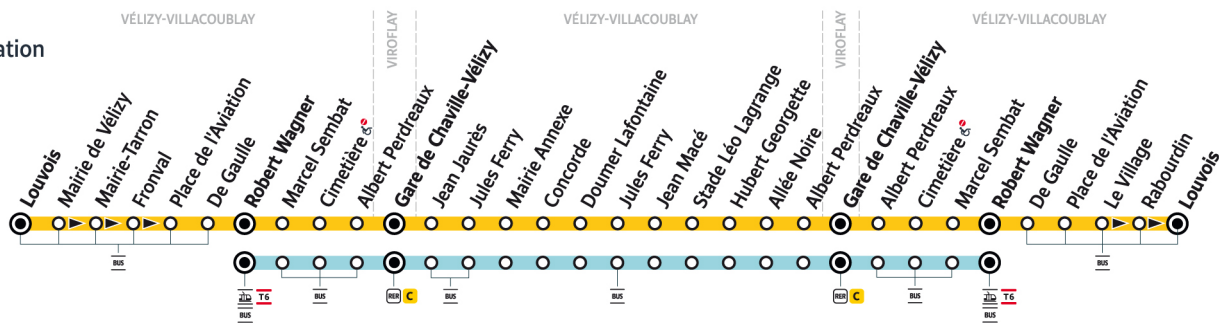 VÉLIZY-VILLACOUBLAY
VIROFLAY
VÉLIZY-VILLACOUBLAY
VIROFLAY
VÉLIZY-VILLACOUBLAY
ation
Louvois
Mairie de Vélizy
Mairie-Tarron
Fronval
Place de l'Aviation
De Gaulle
Robert Wagner
Marcel Sembat
Cimetière
Albert Perdreaux
Gare de Chaville-Vélizy
Jean Jaurès
Jules Ferry
Mairie Annexe
Concorde
Doumer Lafontaine
Jules Ferry
Jean Macé
Stade Léo Lagrange
Hubert Georgette
Allée Noire
Albert Perdreaux
Gare de Chaville-Vélizy
Albert Perdreaux
Cimetière
Marcel Sembat
Robert Wagner
De Gaulle
Place de l'Aviation
Le Village
Rabourdin
Louvois
BUS
BUS
T6
BUS
BUS
RER C
BUS
BUS
RER C
BUS
T6
BUS